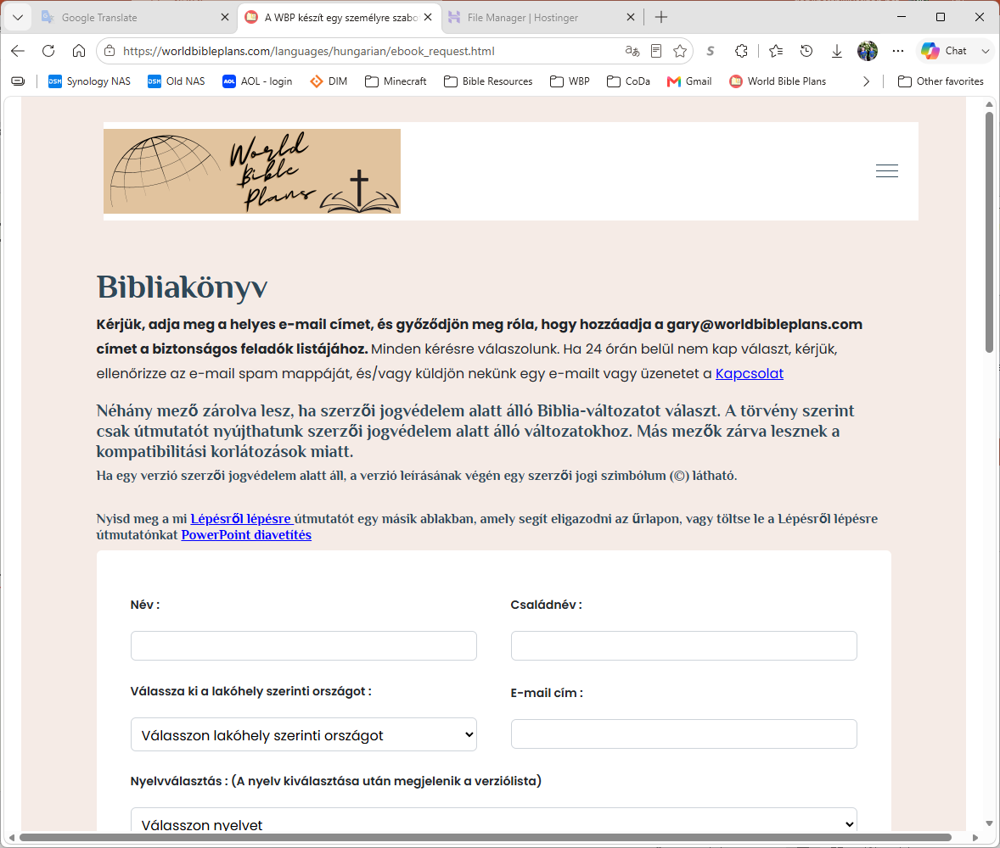 Google Translate
A WBP készít egy személyre szabo
File Manager | Hostinger
https://worldbibleplans.com/languages/hungarian/ebook_request.html
Chat
Synology NAS
Old NAS
AOL - login
DIM
Minecraft
Bible Resources
WBP
CoDa
Gmail
World Bible Plans
Other favorites
World
Bible
Plans
Bibliakönyv
Kérjük, adja meg a helyes e-mail címet, és győződjön meg róla, hogy hozzáadja a gary@worldbibleplans.com
címet a biztonságos feladók listájához. Minden kérésre válaszolunk. Ha 24 órán belül nem kap választ, kérjük,
ellenőrizze az e-mail spam mappáját, és/vagy küldjön nekünk egy e-mailt vagy üzenetet a Kapcsolat
Néhány mező zárolva lesz, ha szerzői jogvédelem alatt álló Biblia-változatot választ. A törvény szerint
csak útmutatót nyújthatunk szerzői jogvédelem alatt álló változatokhoz. Más mezők zárva lesznek a
kompatibilitási korlátozások miatt.
Ha egy verzió szerzői jogvédelem alatt áll, a verzió leírásának végén egy szerzői jogi szimbólum (©) látható.
Nyisd meg a mi Lépésről lépésre útmutatót egy másik ablakban, amely segít eligazodni az űrlapon, vagy töltse le a Lépésről lépésre
útmutatónkat PowerPoint diavetítés
Név :
Családnév :
Válassza ki a lakóhely szerinti országot :
E-mail cím :
Válasszon lakóhely szerinti országot
Nyelvválasztás : (A nyelv kiválasztása után megjelenik a verziólista)
Válasszon nyelvet